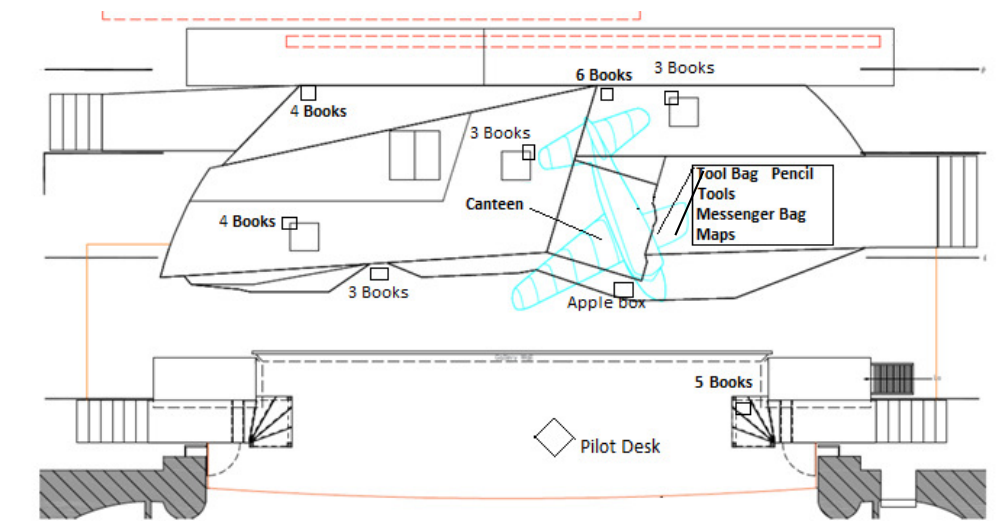 6 Books
3 Books
4 Books
3 Books
Tool Bag Pencil
Tools
Messenger Bag
Maps
Canteen
4 Books
3 Books
Apple box
5 Books
Pilot Desk